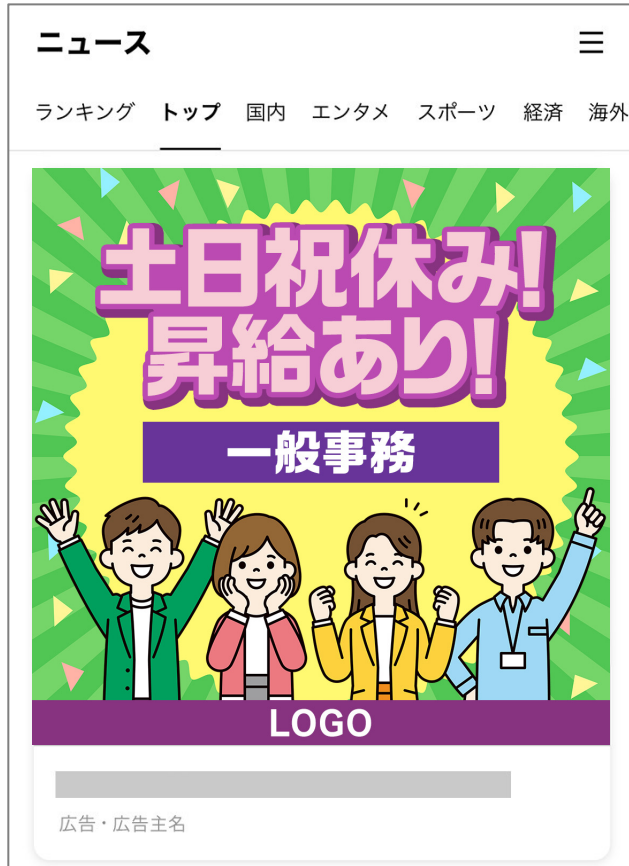 ニュース
ランキング トップ 国内 エンタメ スポーツ 経済 海外
土日祝休み!
昇給あり!
一般事務
LOGO
広告・広告主名